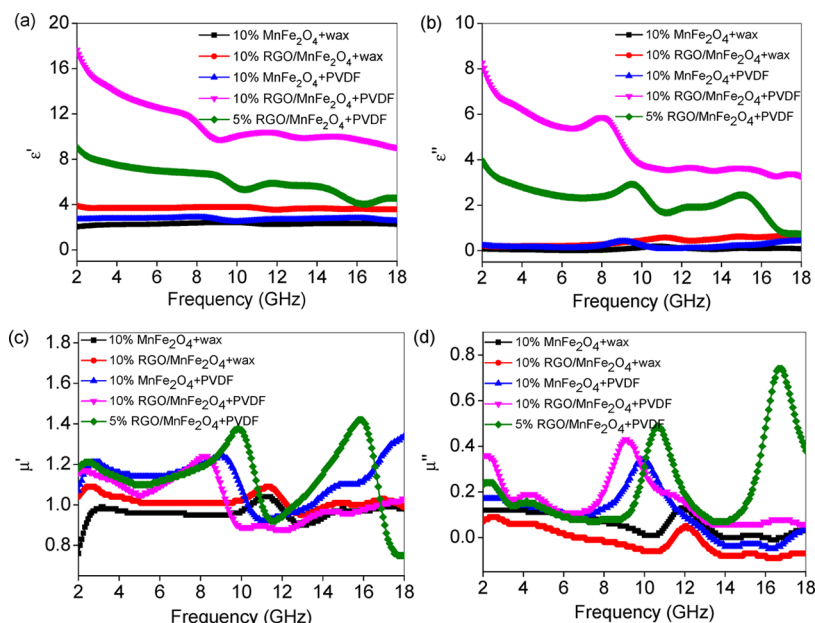 (a)
10% MnFe₂O₄+wax
10% RGO/MnFe₂O₄+wax
10% MnFe₂O₄+PVDF
10% RGO/MnFe₂O₄+PVDF
5% RGO/MnFe₂O₄+PVDF
20
16
12
8
4
0
ε'
2 4 6 8 10 12 14 16 18
Frequency (GHz)
(b)
10% MnFe₂O₄+wax
10% RGO/MnFe₂O₄+wax
10% MnFe₂O₄+PVDF
10% RGO/MnFe₂O₄+PVDF
5% RGO/MnFe₂O₄+PVDF
10
8
6
4
2
0
ε''
2 4 6 8 10 12 14 16 18
Frequency (GHz)
(c)
10% MnFe₂O₄+wax
10% RGO/MnFe₂O₄+wax
10% MnFe₂O₄+PVDF
10% RGO/MnFe₂O₄+PVDF
5% RGO/MnFe₂O₄+PVDF
1.8
1.6
1.4
1.2
1.0
0.8
μ'
2 4 6 8 10 12 14 16 18
Frequency (GHz)
(d)
10% MnFe₂O₄+wax
10% RGO/MnFe₂O₄+wax
10% MnFe₂O₄+PVDF
10% RGO/MnFe₂O₄+PVDF
5% RGO/MnFe₂O₄+PVDF
0.8
0.6
0.4
0.2
0.0
μ''
2 4 6 8 10 12 14 16 18
Frequency (GHz)